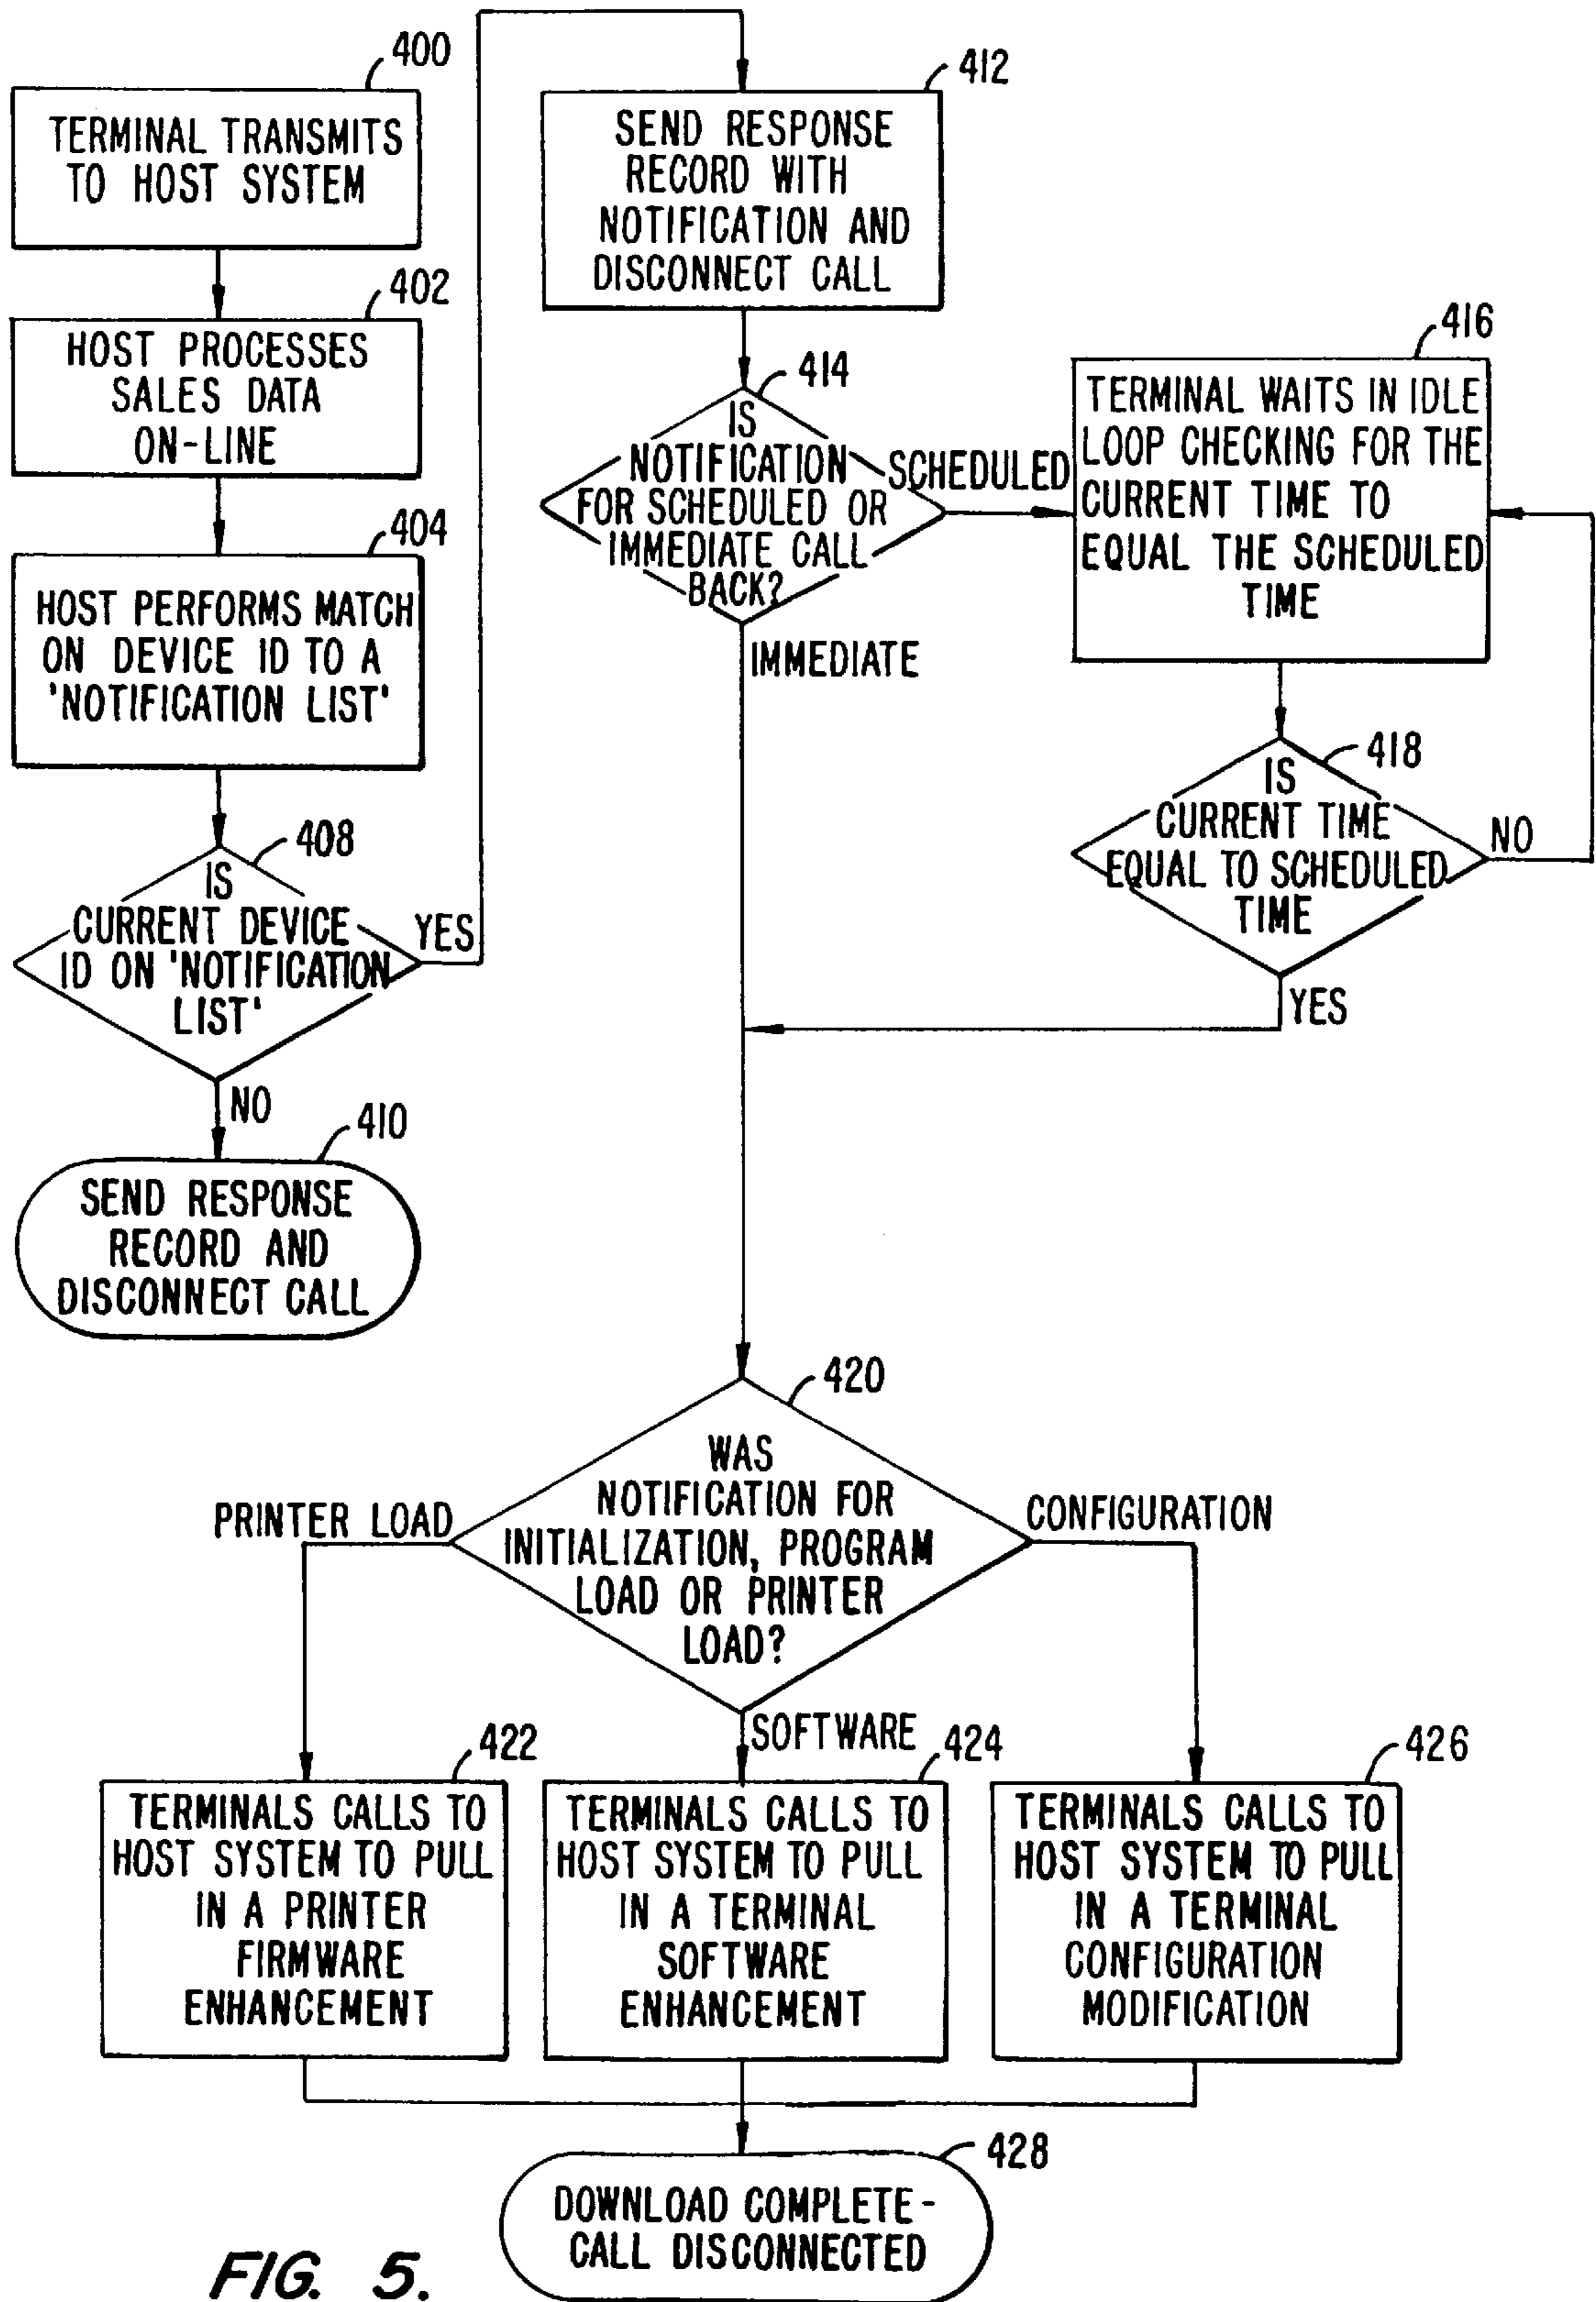 400
TERMINAL TRANSMITS
TO HOST SYSTEM
402
HOST PROCESSES
SALES DATA
ON-LINE
404
HOST PERFORMS MATCH
ON DEVICE ID TO A
'NOTIFICATION LIST'
408
IS
CURRENT DEVICE
ID ON 'NOTIFICATION
LIST'
YES
NO
410
SEND RESPONSE
RECORD AND
DISCONNECT CALL
412
SEND RESPONSE
RECORD WITH
NOTIFICATION AND
DISCONNECT CALL
414
IS
NOTIFICATION
FOR SCHEDULED OR
IMMEDIATE CALL
BACK?
SCHEDULED
IMMEDIATE
416
TERMINAL WAITS IN IDLE
LOOP CHECKING FOR THE
CURRENT TIME TO
EQUAL THE SCHEDULED
TIME
418
IS
CURRENT TIME
EQUAL TO SCHEDULED
TIME
NO
YES
420
WAS
NOTIFICATION FOR
INITIALIZATION, PROGRAM
LOAD OR PRINTER
LOAD?
PRINTER LOAD
SOFTWARE
CONFIGURATION
422
TERMINALS CALLS TO
HOST SYSTEM TO PULL
IN A PRINTER
FIRMWARE
ENHANCEMENT
424
TERMINALS CALLS TO
HOST SYSTEM TO PULL
IN A TERMINAL
SOFTWARE
ENHANCEMENT
426
TERMINALS CALLS TO
HOST SYSTEM TO PULL
IN A TERMINAL
CONFIGURATION
MODIFICATION
428
DOWNLOAD COMPLETE-
CALL DISCONNECTED
FIG. 5.